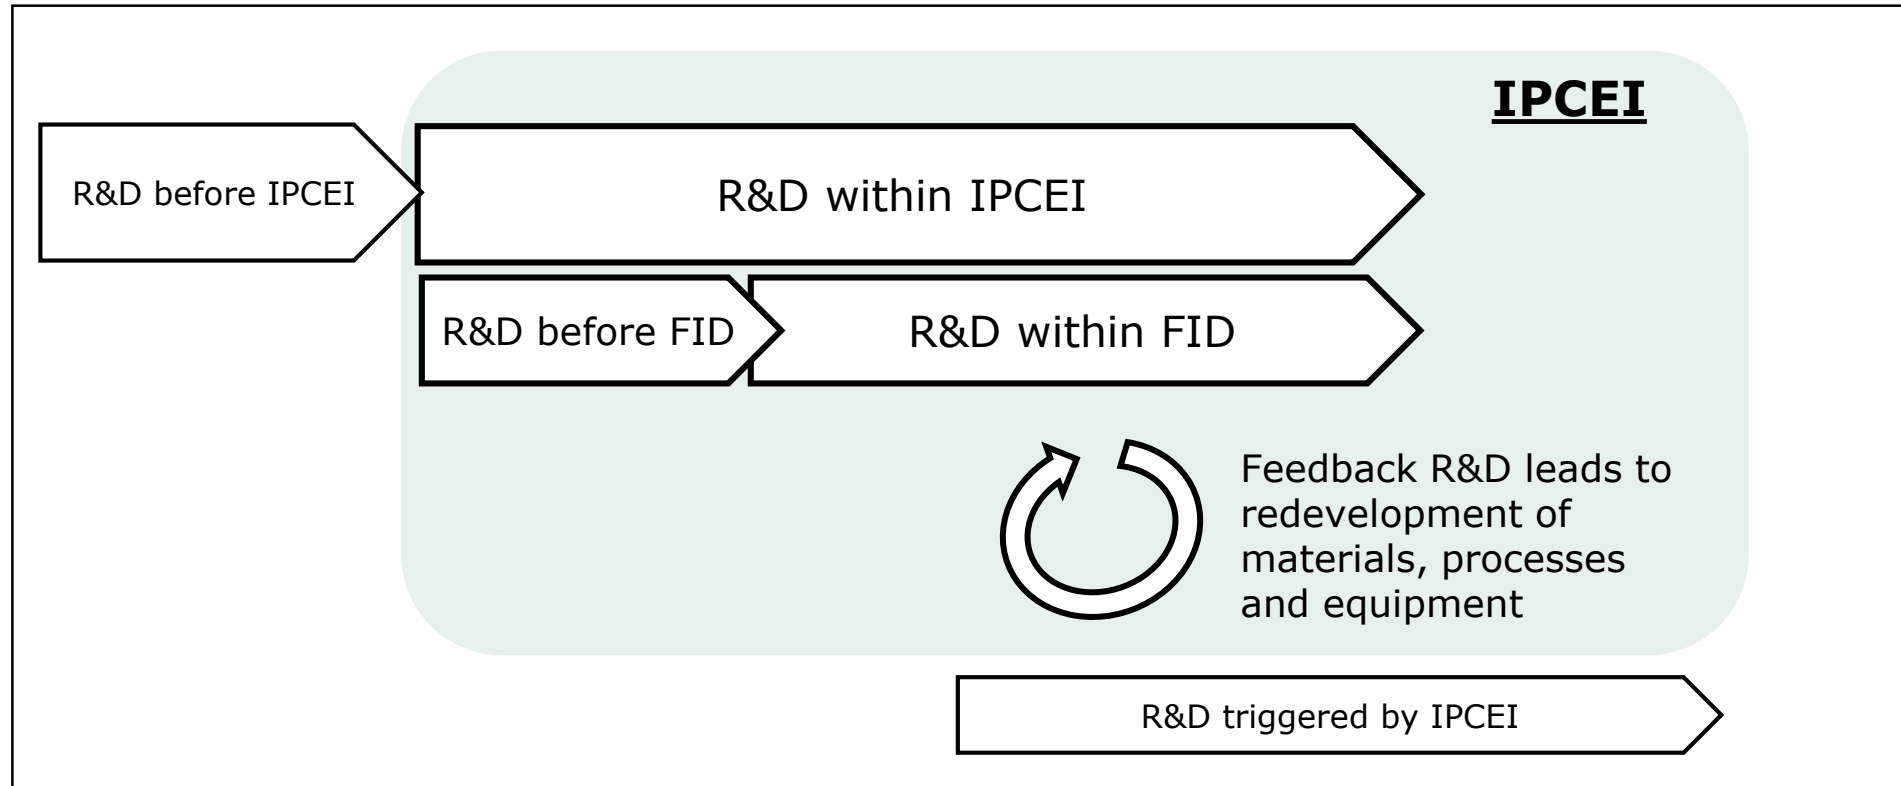 IPCEI
R&D before IPCEI
R&D within IPCEI
R&D before FID
R&D within FID
Feedback R&D leads to
redevelopment of
materials, processes
and equipment
R&D triggered by IPCEI